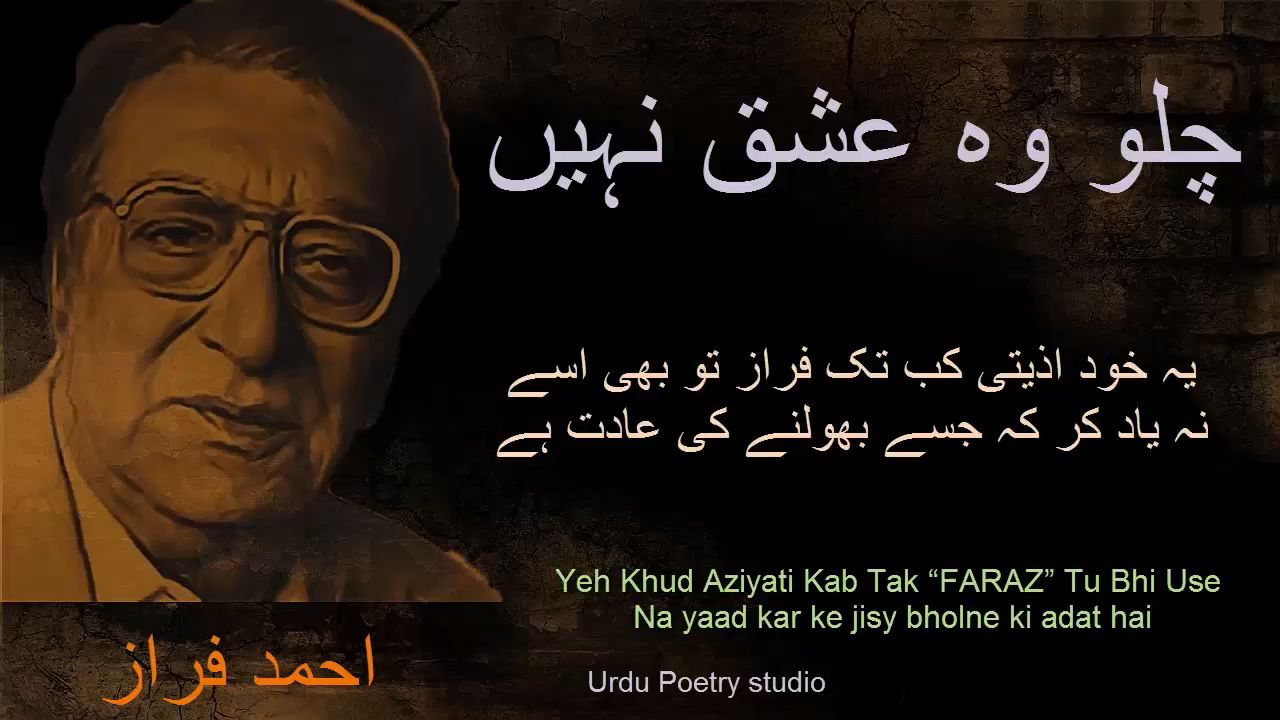 چلو وہ عشق نہیں
یہ خود اذیتی کب تک فراز تو بھی اسے
نہ یاد کر کہ جسے بھولنے کی عادت ہے
Yeh Khud Aziyati Kab Tak “FARAZ” Tu Bhi Use
Na yaad kar ke jisy bholne ki adat hai
احمد فراز
Urdu Poetry studio